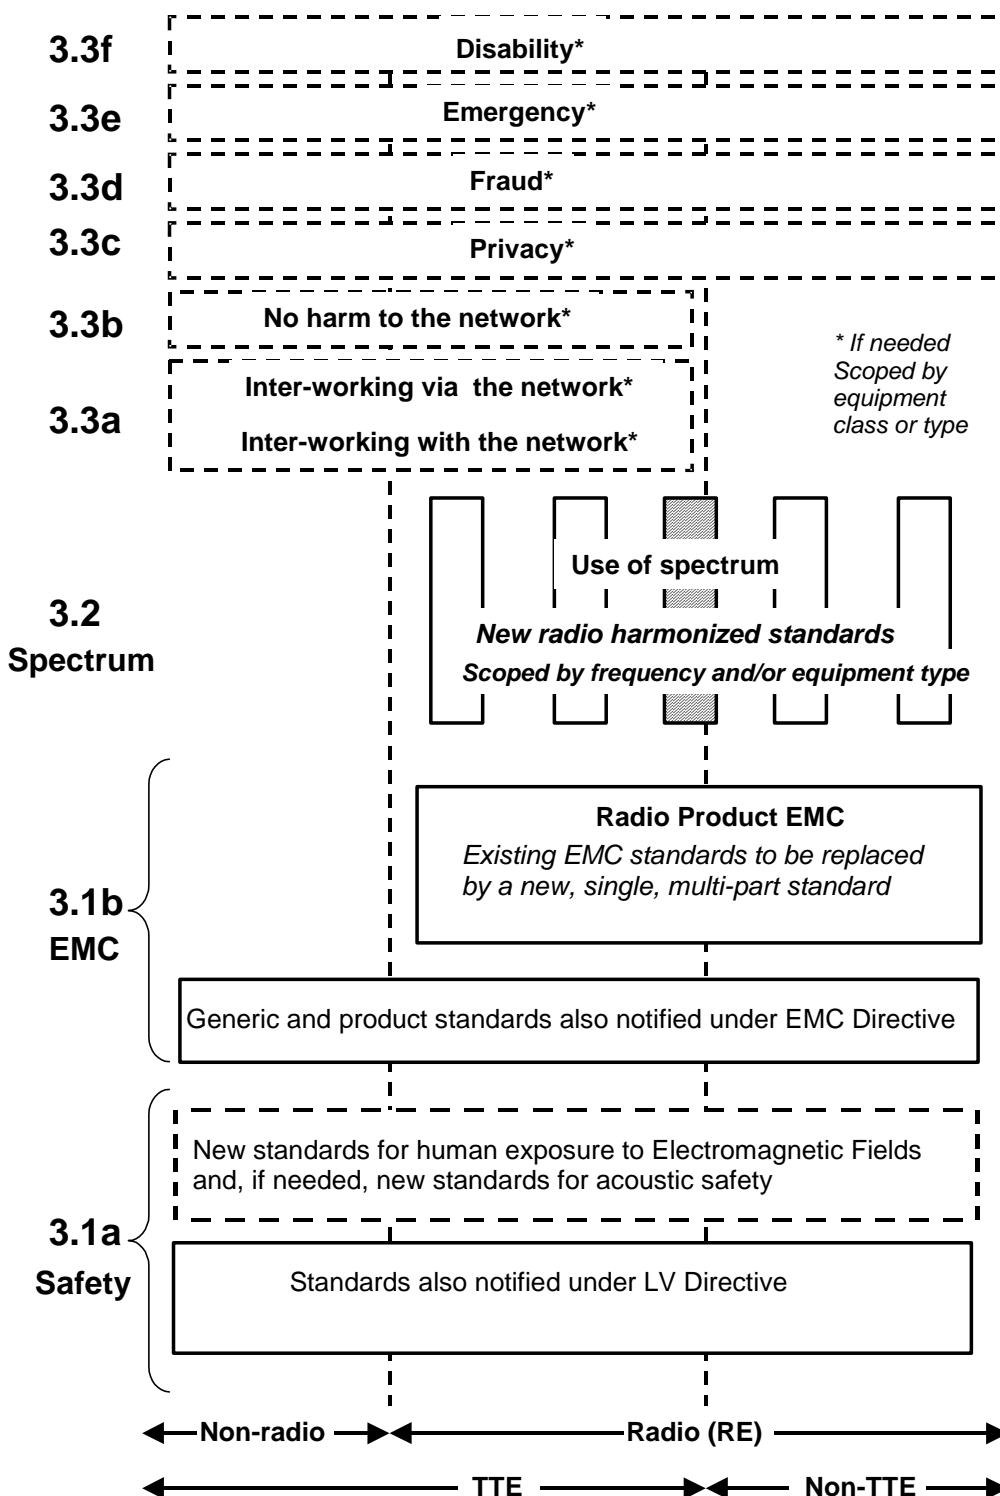 3.3f
Disability*
3.3e
Emergency*
3.3d
Fraud*
3.3c
Privacy*
3.3b
No harm to the network*
3.3a
Inter-working via the network*
Inter-working with the network*
* If needed
Scoped by
equipment
class or type
3.2
Spectrum
Use of spectrum
New radio harmonized standards
Scoped by frequency and/or equipment type
3.1b
EMC
Radio Product EMC
Existing EMC standards to be replaced
by a new, single, multi-part standard
Generic and product standards also notified under EMC Directive
3.1a
Safety
New standards for human exposure to Electromagnetic Fields
and, if needed, new standards for acoustic safety
Standards also notified under LV Directive
Non-radio
Radio (RE)
TTE
Non-TTE